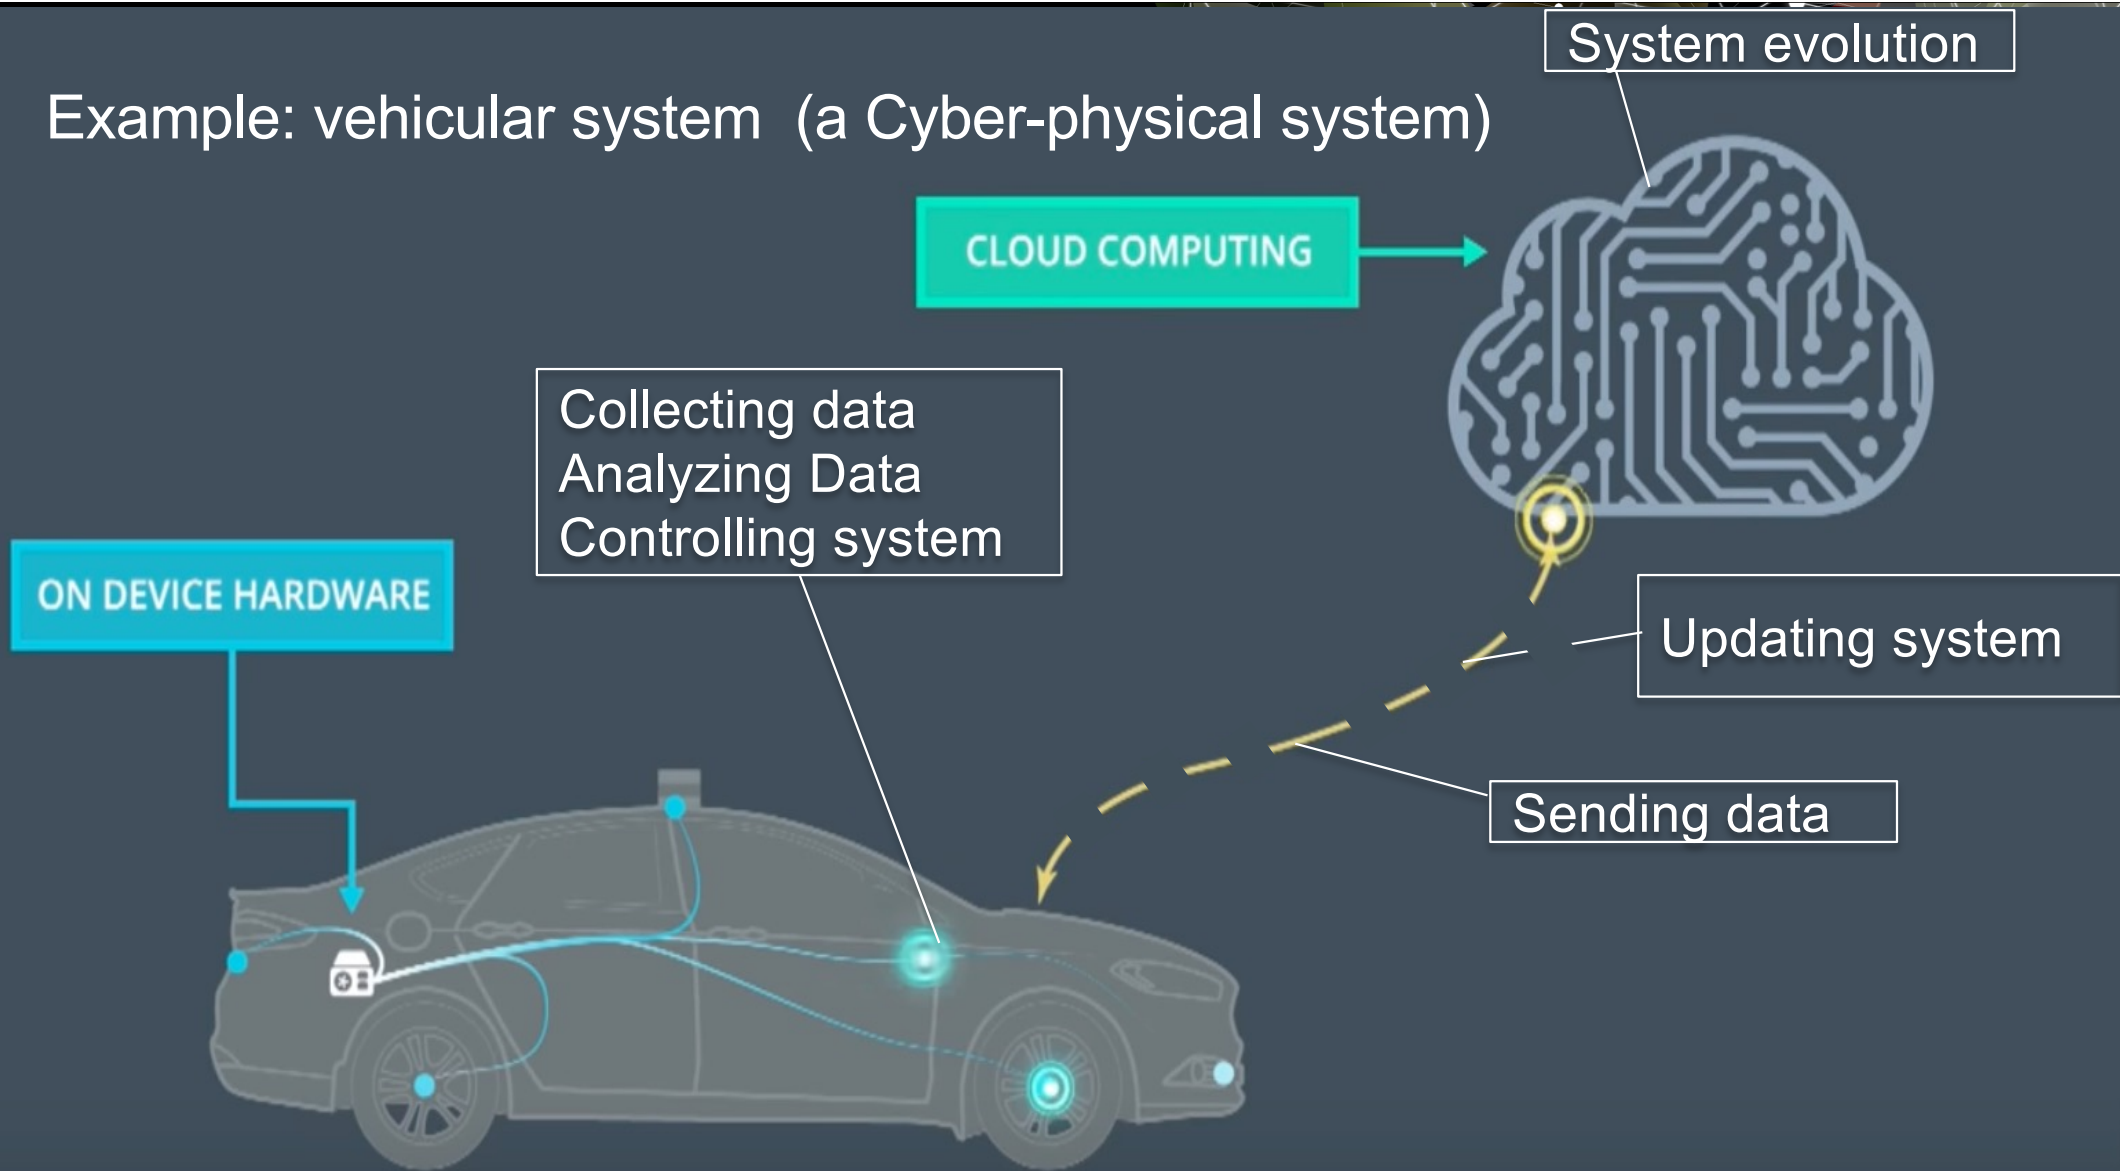 System evolution
Example: vehicular system (a Cyber-physical system)
CLOUD COMPUTING
Collecting data
Analyzing Data
Controlling system
ON DEVICE HARDWARE
Updating system
Sending data